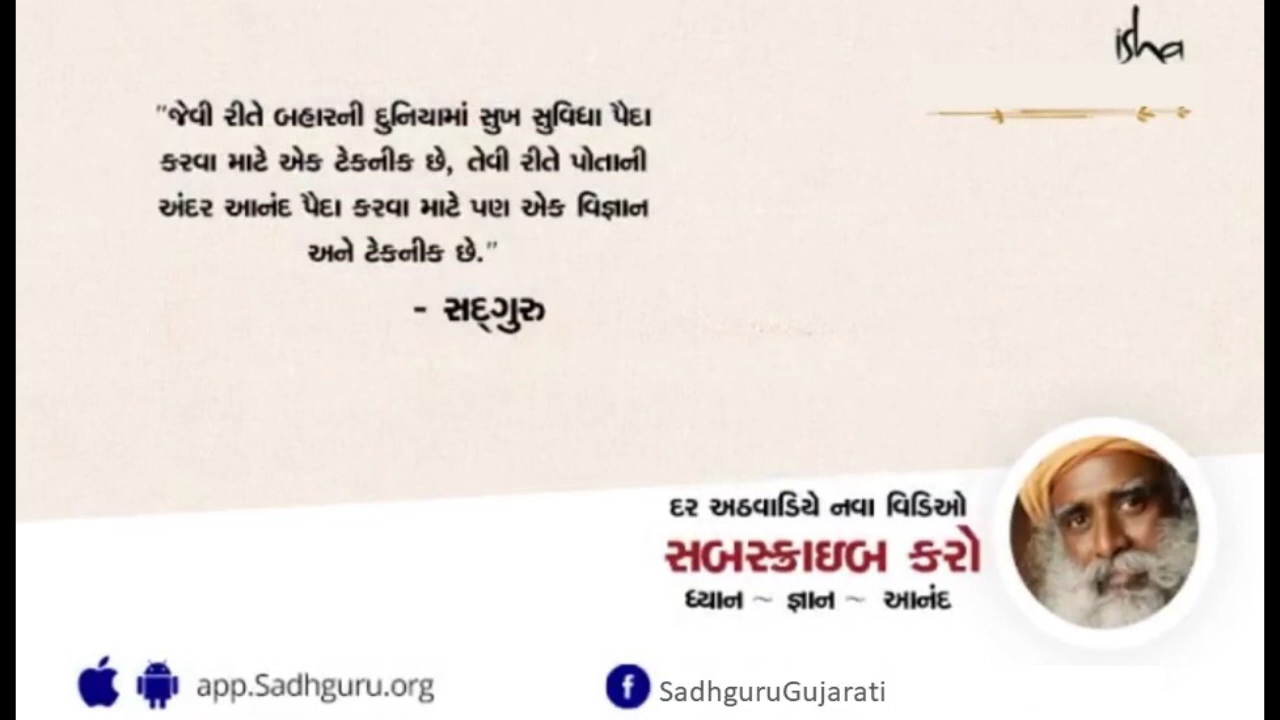 isha
"જેવી રીતે બહારની દુનિયામાં સુખ સુવિધા પૈદા
કરવા માટે એક ટેકનીક છે, તેવી રીતે પોતાની
અંદર આનંદ પૈદા કરવા માટે પણ એક વિજ્ઞાન
અને ટેકનીક છે."
- સદ્‌ગુરુ
દર અઠવાડિયે નવા વિડિઓ
સબસ્ક્રાઇબ કરો
ધ્યાન ~ જ્ઞાન ~ આનંદ
app.Sadhguru.org
f SadhguruGujarati